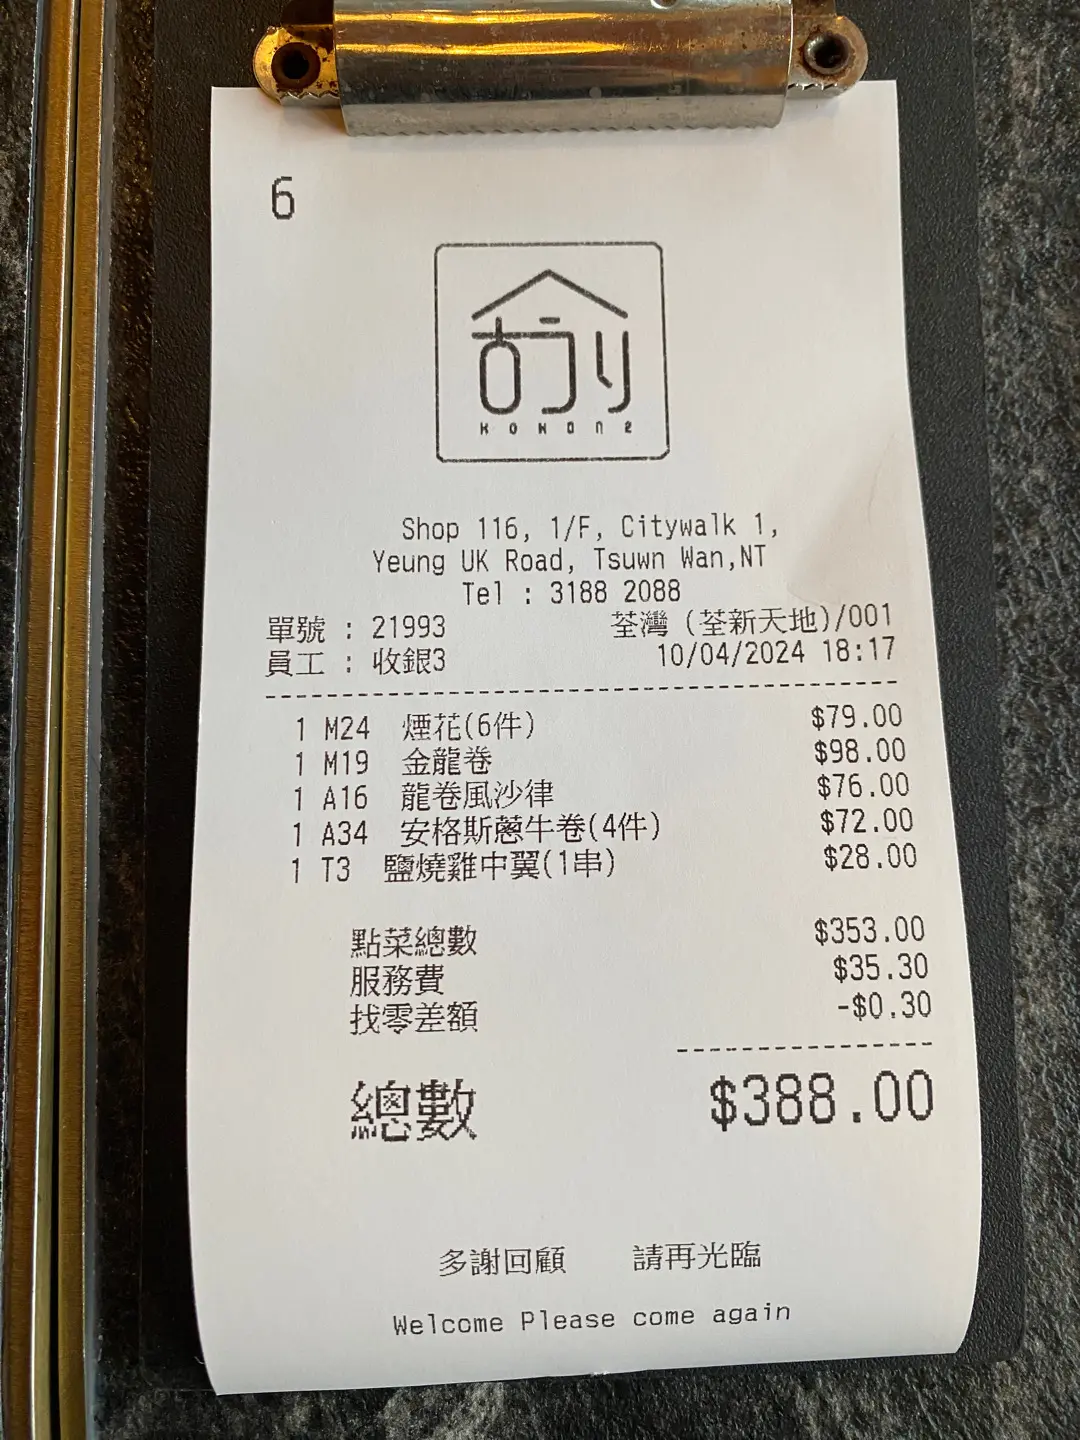 6
KOKONE
Shop 116, 1/F, Citywalk 1,
Yeung UK Road, Tsuwn Wan,NT
Tel : 3188 2088
單號 : 21993 荃灣 (荃新天地)/001
員工 : 收銀3 10/04/2024 18:17
1 M24 煙花(6件) $79.00
1 M19 金龍卷 $98.00
1 A16 龍卷風沙律 $76.00
1 A34 安格斯蔥牛卷(4件) $72.00
1 T3 鹽燒雞中翼(1串) $28.00
點菜總數 $353.00
服務費 $35.30
找零差額 -$0.30
總數 $388.00
多謝回顧 請再光臨
Welcome Please come again